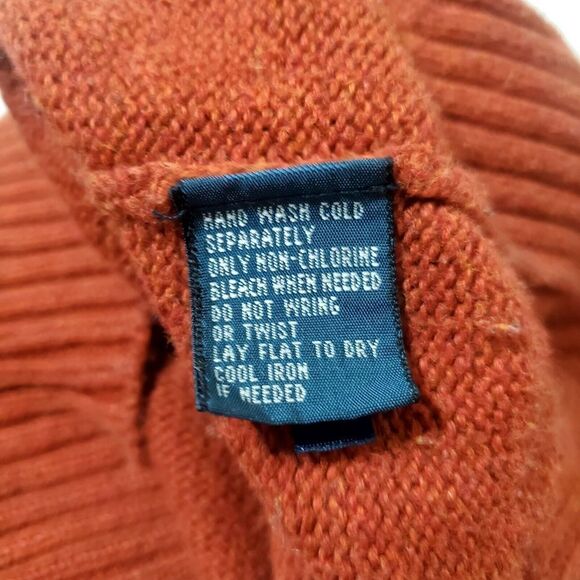 HAND WASH COLD
SEPARATELY
ONLY NON-CHLORINE
BLEACH WHEN NEEDED
DO NOT WRING
OR TWIST
LAY FLAT TO DRY
COOL IRON
IF NEEDED